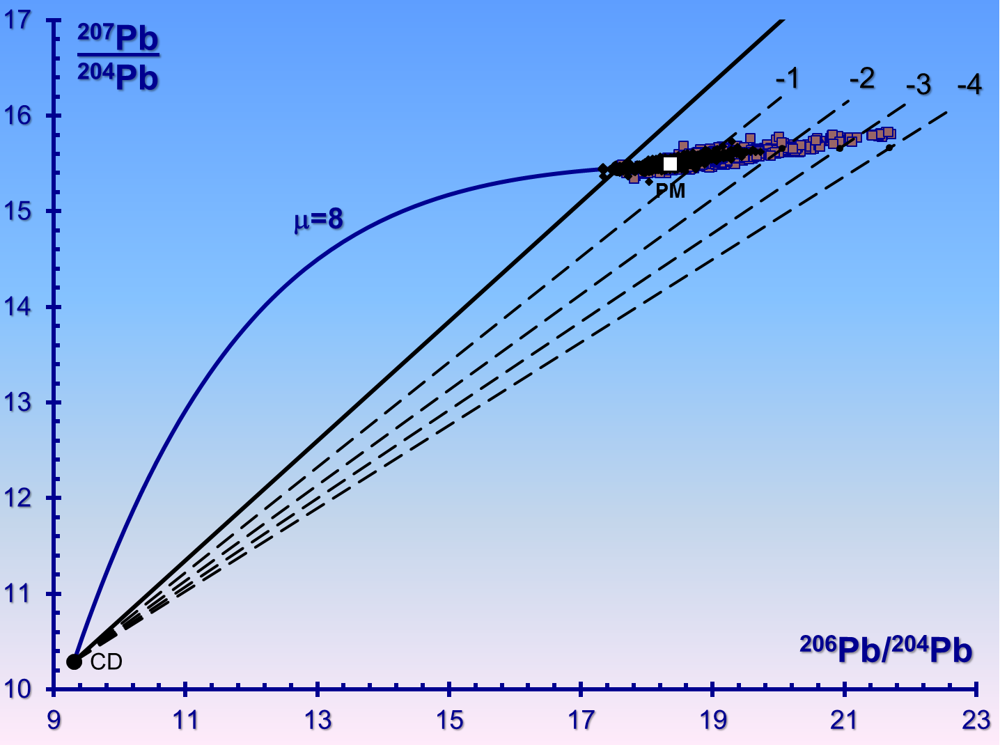 17
²⁰⁷Pb
²⁰⁴Pb
-1 -2 -3 -4
16
PM
15
μ=8
14
13
12
11
²⁰⁶Pb/²⁰⁴Pb
CD
10
9 11 13 15 17 19 21 23